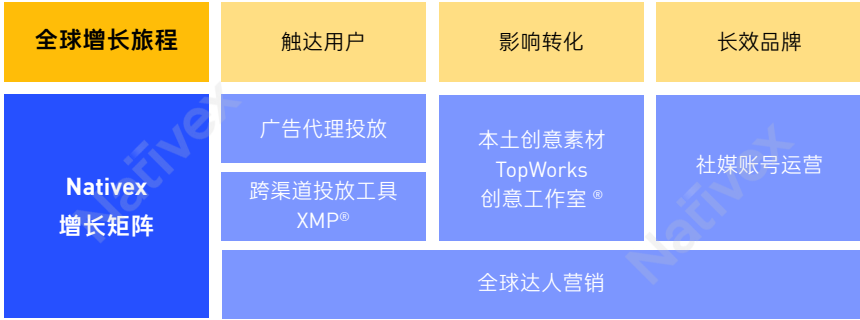 全球增长旅程
触达用户
影响转化
长效品牌
Nativex
增长矩阵
广告代理投放
跨渠道投放工具
XMP®
本土创意素材
TopWorks
创意工作室 ®
社媒账号运营
全球达人营销
Nativex
Nativex